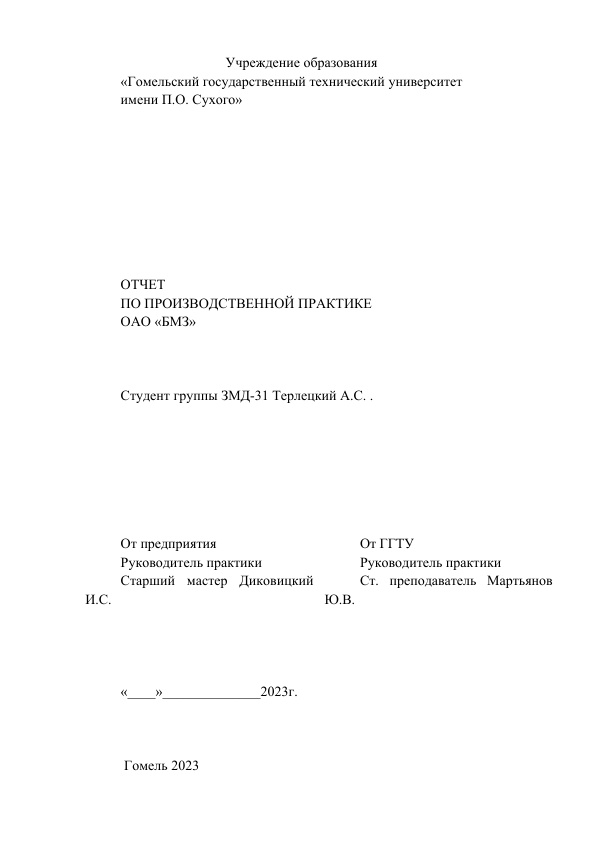 Учреждение образования
«Гомельский государственный технический университет
имени П.О. Сухого»
ОТЧЕТ
ПО ПРОИЗВОДСТВЕННОЙ ПРАКТИКЕ
ОАО «БМЗ»
Студент группы ЗМД-31 Терлецкий А.С. .
От предприятия
Руководитель практики
Старший мастер Диковицкий
И.С.
От ГГТУ
Руководитель практики
Ст. преподаватель Мартьянов
Ю.В.
«____»______________2023г.
Гомель 2023